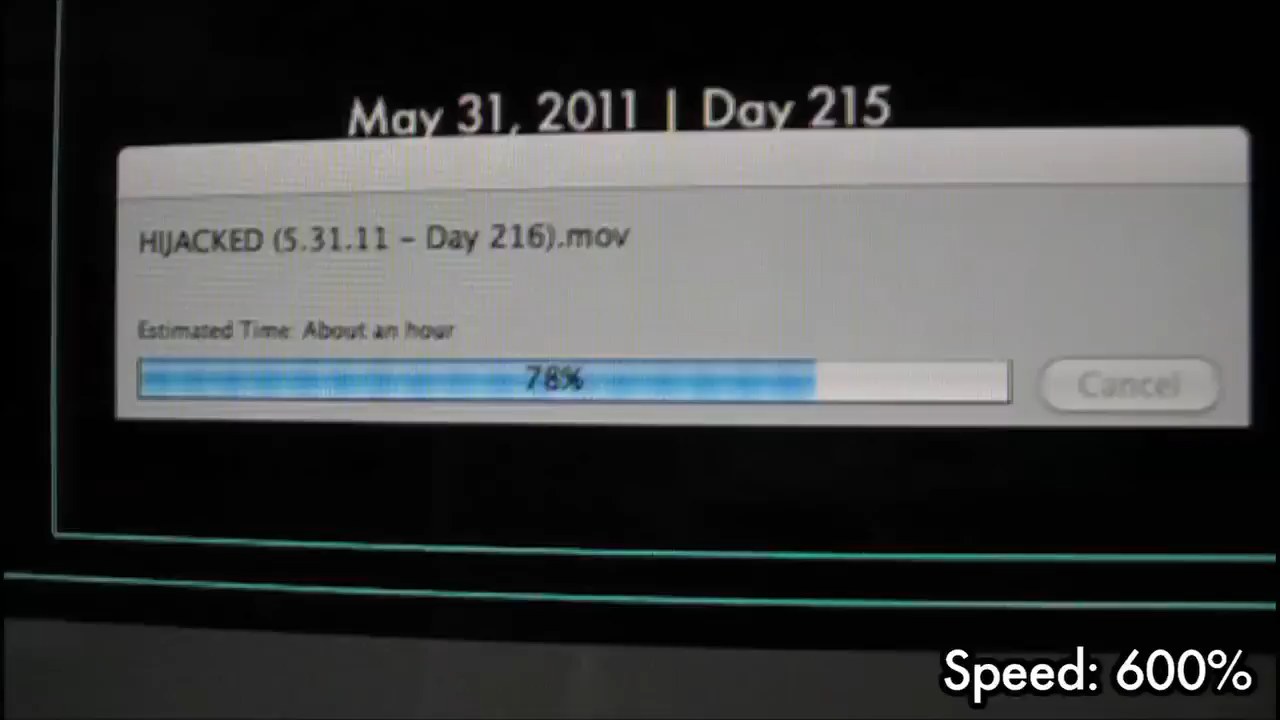 May 31, 2011 | Day 215
HIJACKED (5.31.11 – Day 216).mov
Estimated Time: About an hour
78%
Cancel
Speed: 600%